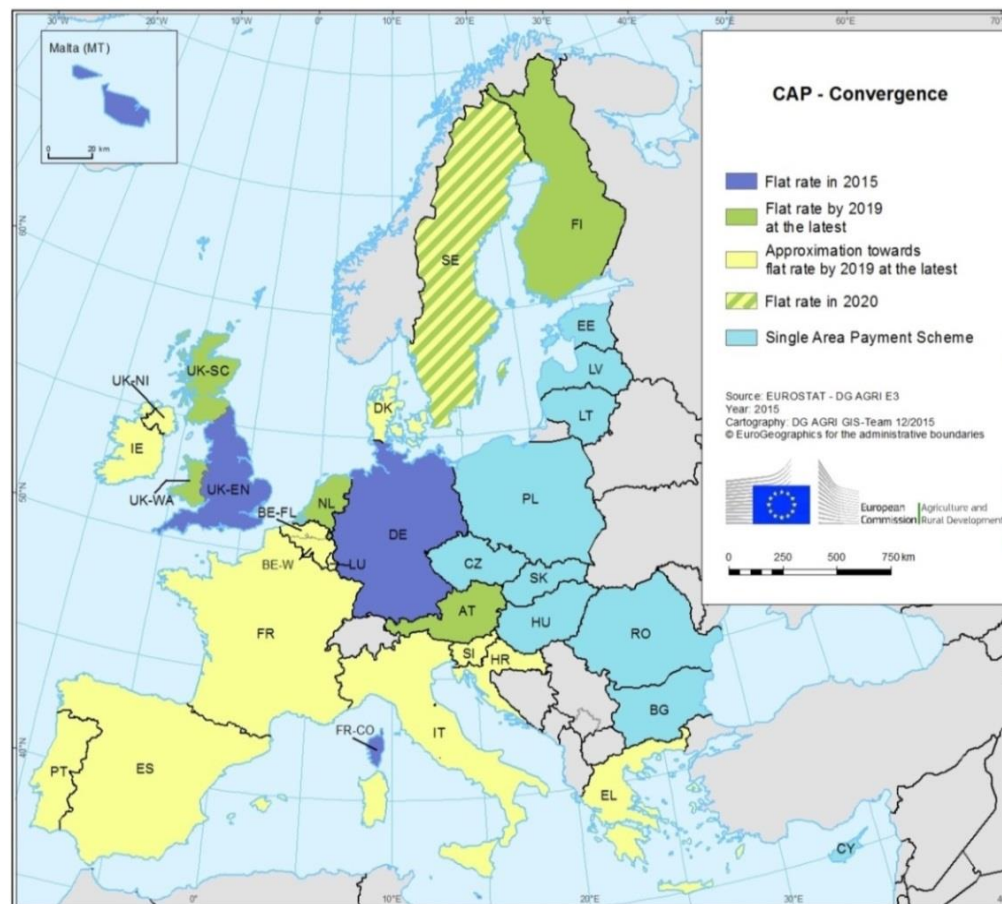 30°W
20°W
10°W
0°
10°E
20°E
30°E
40°E
50°E
60°E
Malta (MT)
0 20 km
CAP - Convergence
Flat rate in 2015
Flat rate by 2019
at the latest
Approximation towards
flat rate by 2019 at the latest
Flat rate in 2020
Single Area Payment Scheme
Source: EUROSTAT - DG AGRI E3
Year: 2015
Cartography: DG AGRI GIS-Team 12/2015
© EuroGeographics for the administrative boundaries
European
Commission
Agriculture and
Rural Development
0 250 500 750 km
60°N
50°N
40°N
FI
SE
EE
LV
LT
UK-SC
UK-NI
DK
IE
UK-WA
UK-EN
NL
BE-FL
PL
DE
BE-W
LU
CZ
SK
AT
HU
FR
RO
SI
HR
FR-CO
IT
BG
PT
ES
EL
CY
0°
10°E
20°E
30°E